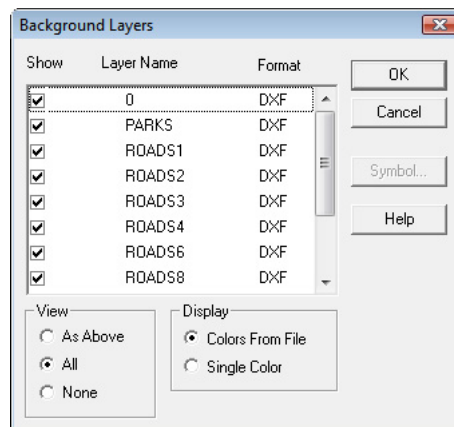 Background Layers
Show Layer Name Format
0 DXF
PARKS DXF
ROADS1 DXF
ROADS2 DXF
ROADS3 DXF
ROADS4 DXF
ROADS6 DXF
ROADS8 DXF
OK
Cancel
Symbol...
Help
View
As Above
All
None
Display
Colors From File
Single Color